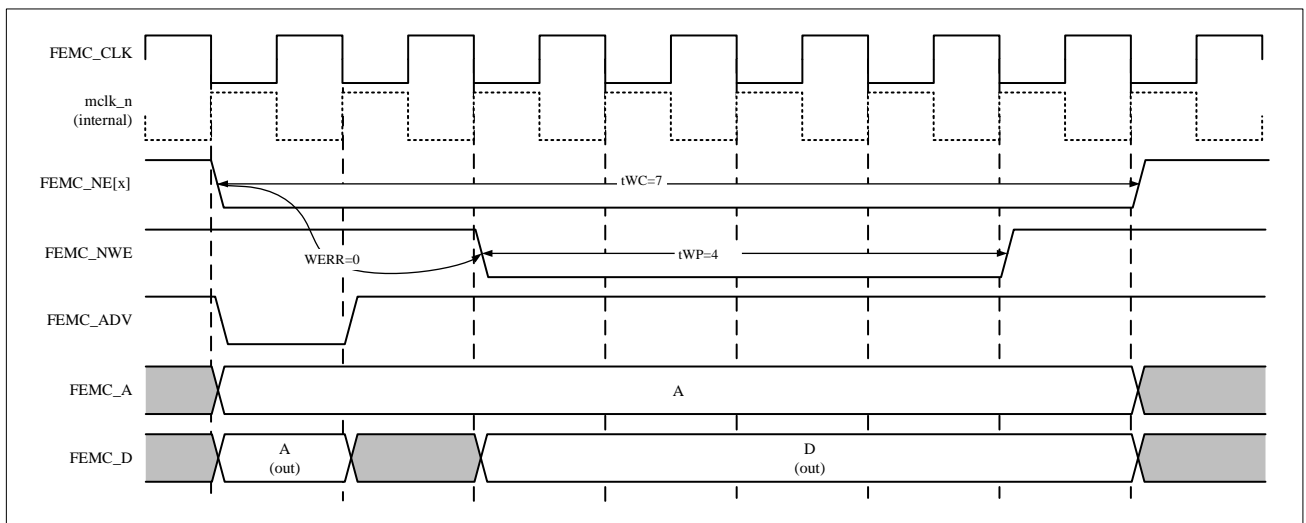 FEMC_CLK
mclk_n
(internal)
FEMC_NE[x]
tWC=7
FEMC_NWE
WERR=0
tWP=4
FEMC_ADV
FEMC_A
A
FEMC_D
A
(out)
D
(out)